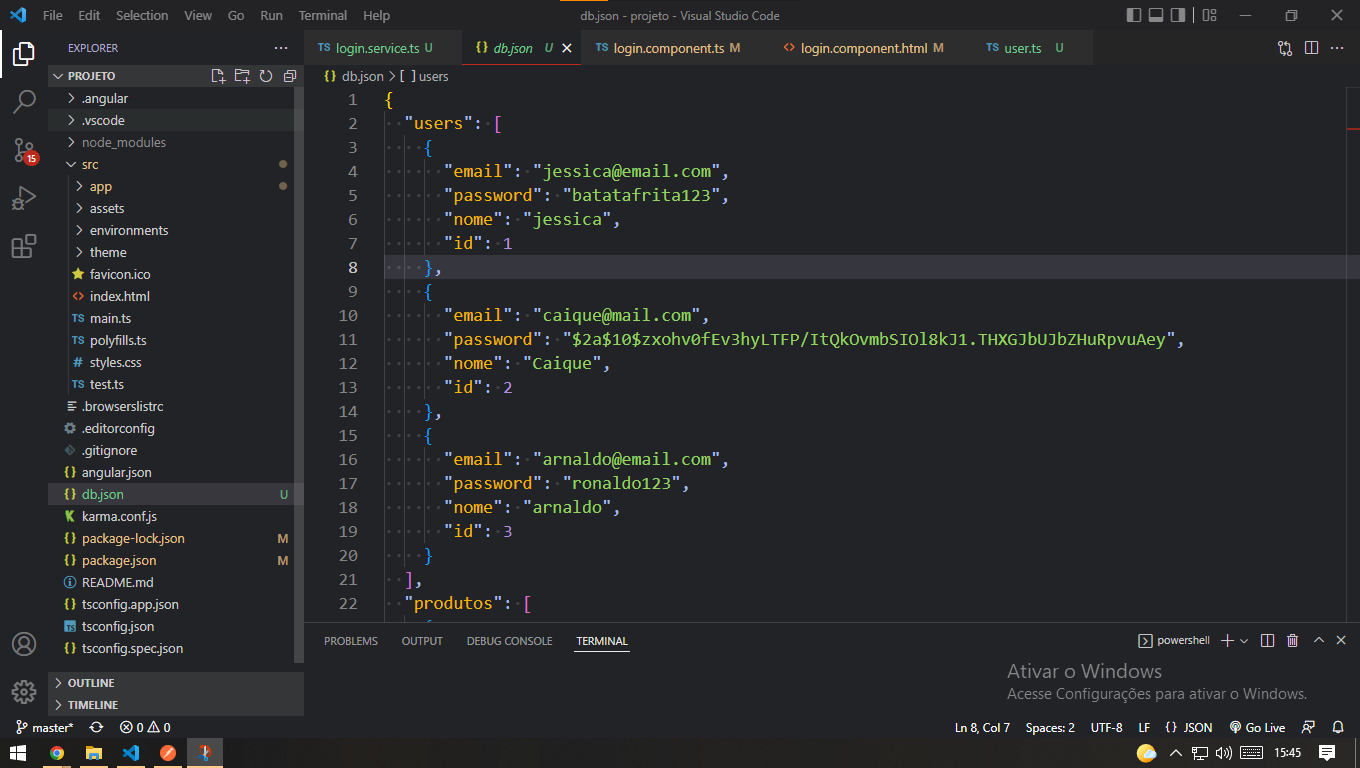 File Edit Selection View Go Run Terminal Help db.json - projeto - Visual Studio Code
EXPLORER ...
TS login.service.ts U {} db.json U TS login.component.ts M <> login.component.html M TS user.ts U
PROJETO
{} db.json > [ ] users
.angular
.vscode
node_modules
src
app
assets
environments
theme
favicon.ico
<> index.html
TS main.ts
TS polyfills.ts
# styles.css
TS test.ts
.browserslistrc
.editorconfig
.gitignore
{} angular.json
{} db.json U
karma.conf.js
{} package-lock.json M
{} package.json M
README.md
{} tsconfig.app.json
TS tsconfig.json
{} tsconfig.spec.json
OUTLINE
TIMELINE
15
1 {
2 "users": [
3 {
4 "email": "jessica@email.com",
5 "password": "batatafrita123",
6 "nome": "jessica",
7 "id": 1
8 },
9 {
10 "email": "caique@mail.com",
11 "password": "$2a$10$zxohv0fEv3hyLTFP/ItQkOvmbSIOl8kJ1.THXGJbUJbZHuRpvuAey",
12 "nome": "Caique",
13 "id": 2
14 },
15 {
16 "email": "arnaldo@email.com",
17 "password": "ronaldo123",
18 "nome": "arnaldo",
19 "id": 3
20 }
21 ],
22 "produtos": [
{
PROBLEMS OUTPUT DEBUG CONSOLE TERMINAL powershell
Ativar o Windows
Acesse Configurações para ativar o Windows.
master* 0 0 Ln 8, Col 7 Spaces: 2 UTF-8 LF {} JSON Go Live
15:45